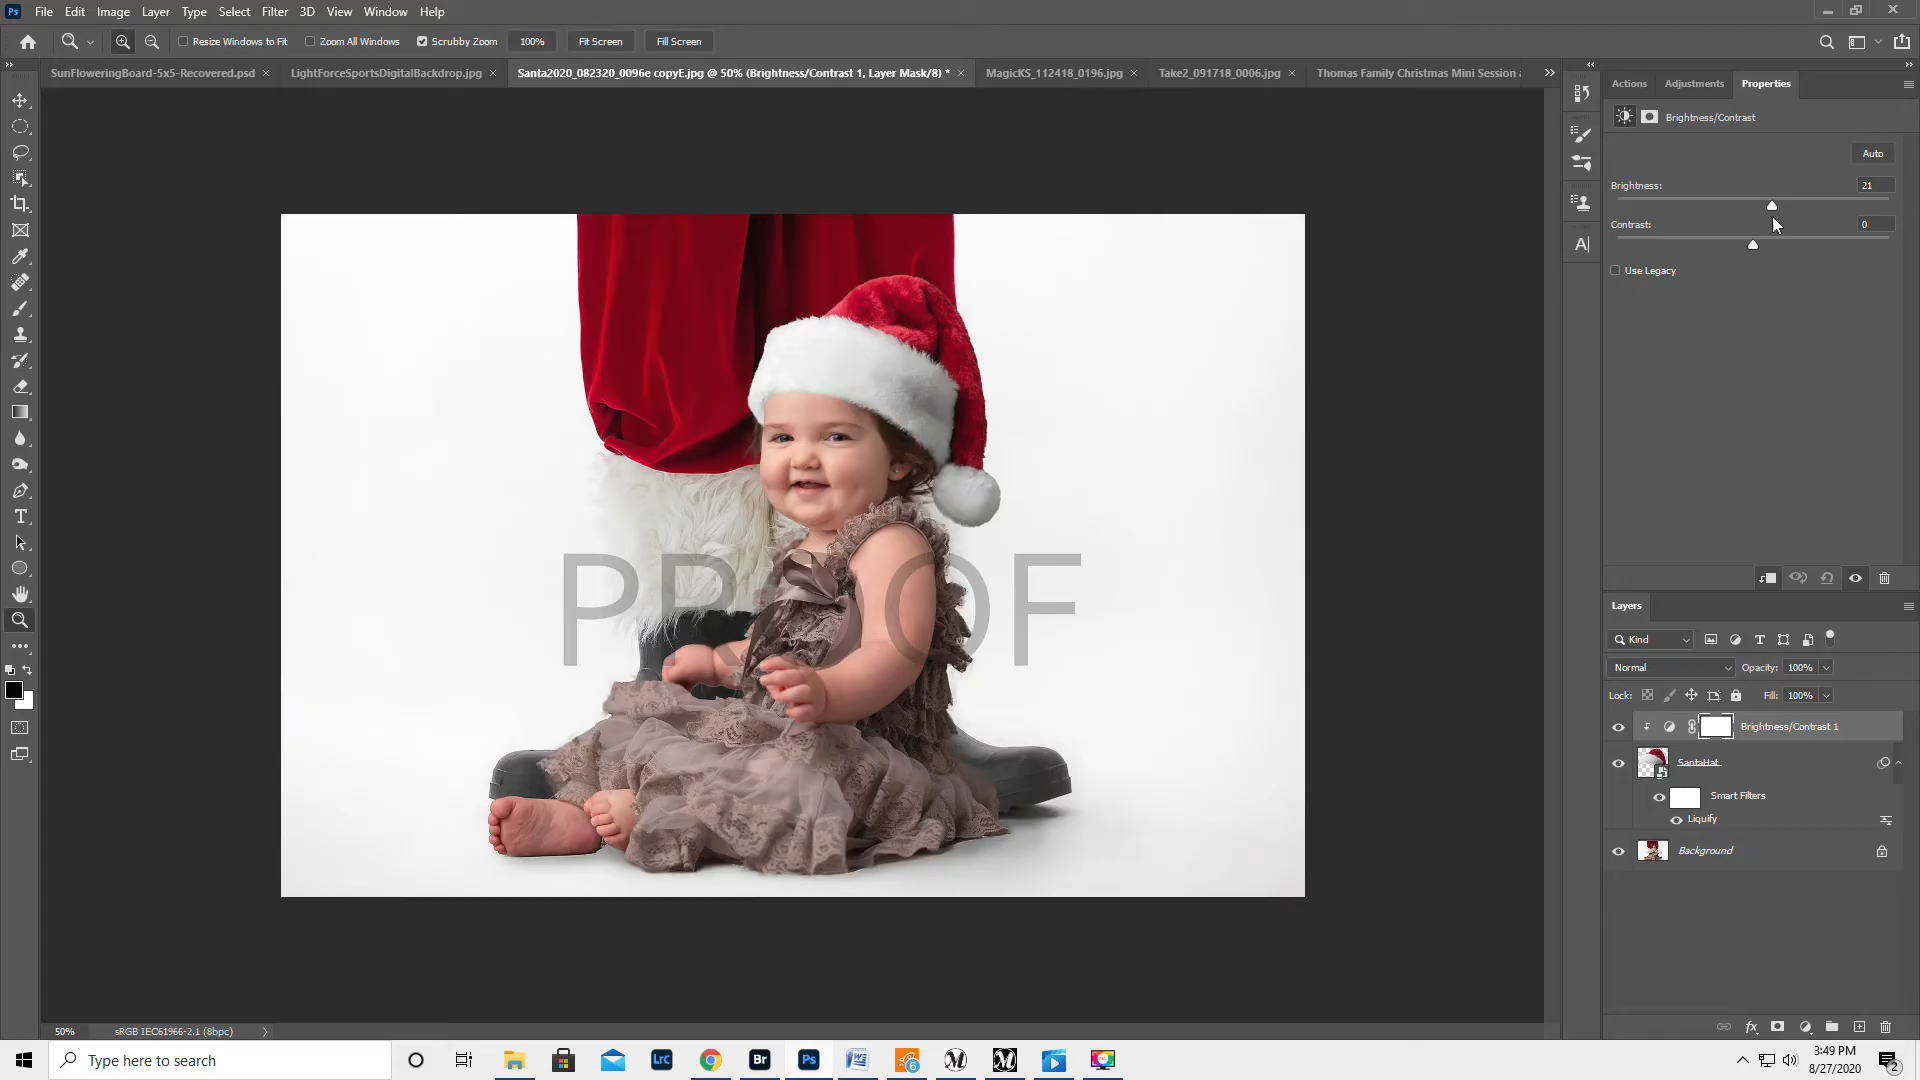 Ps File Edit Image Layer Type Select Filter 3D View Window Help
Resize Windows to Fit Zoom All Windows Scrubby Zoom 100% Fit Screen Fill Screen
SunFloweringBoard-5x5-Recovered.psd × LightForceSportsDigitalBackdrop.jpg × Santa2020_082320_0096e copyE.jpg @ 50% (Brightness/Contrast 1, Layer Mask/8) * × MagicKS_112418_0196.jpg × Take2_091718_0006.jpg × Thomas Family Christmas Mini Session
Actions Adjustments Properties
Brightness/Contrast
Auto
Brightness: 21
Contrast: 0
Use Legacy
PROOF
Layers
Kind
Normal Opacity: 100%
Lock: Fill: 100%
Brightness/Contrast 1
SantaHat
Smart Filters
Liquify
Background
50% sRGB IEC61966-2.1 (8bpc)
Type here to search
Lrc Br Ps
3:49 PM
8/27/2020